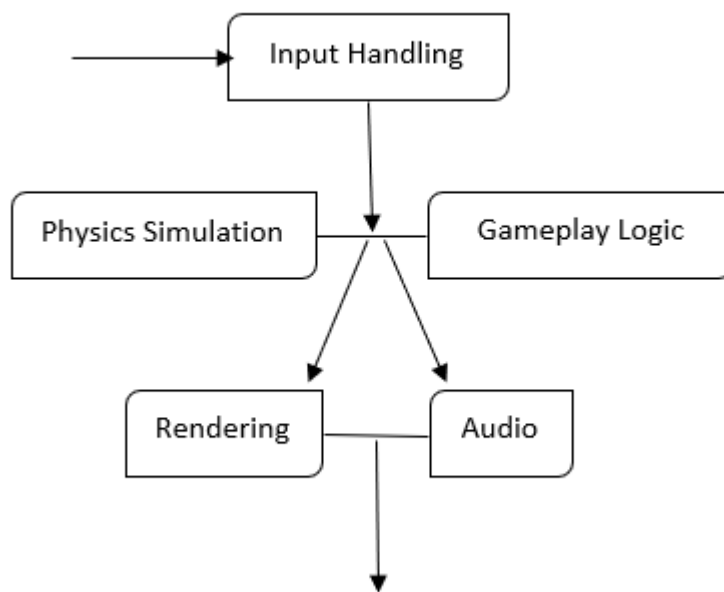 Input Handling
Physics Simulation
Gameplay Logic
Rendering
Audio